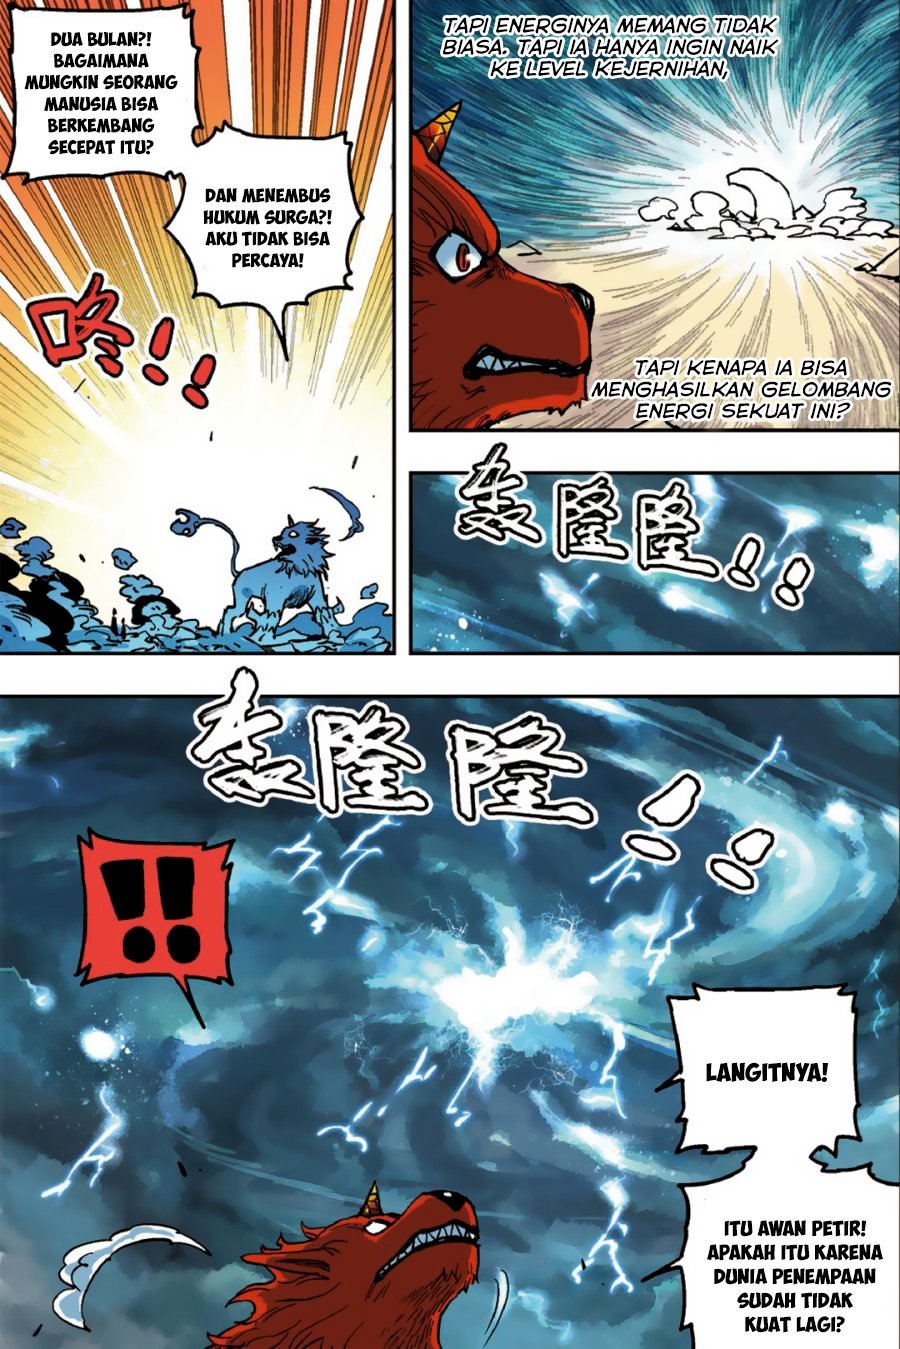 DUA BULAN?!
BAGAIMANA
MUNGKIN SEORANG
MANUSIA BISA
BERKEMBANG
SECEPAT ITU?
DAN MENEMBUS
HUKUM SURGA?!
AKU TIDAK BISA
PERCAYA!
咚!!
TAPI ENERGINYA MEMANG TIDAK
BIASA. TAPI IA HANYA INGIN NAIK
KE LEVEL KEJERNIHAN,
TAPI KENAPA IA BISA
MENGHASILKAN GELOMBANG
ENERGI SEKUAT INI?
轰隆隆!!
轰隆隆!!
!!
LANGITNYA!
ITU AWAN PETIR!
APAKAH ITU KARENA
DUNIA PENEMPAAN
SUDAH TIDAK
KUAT LAGI?